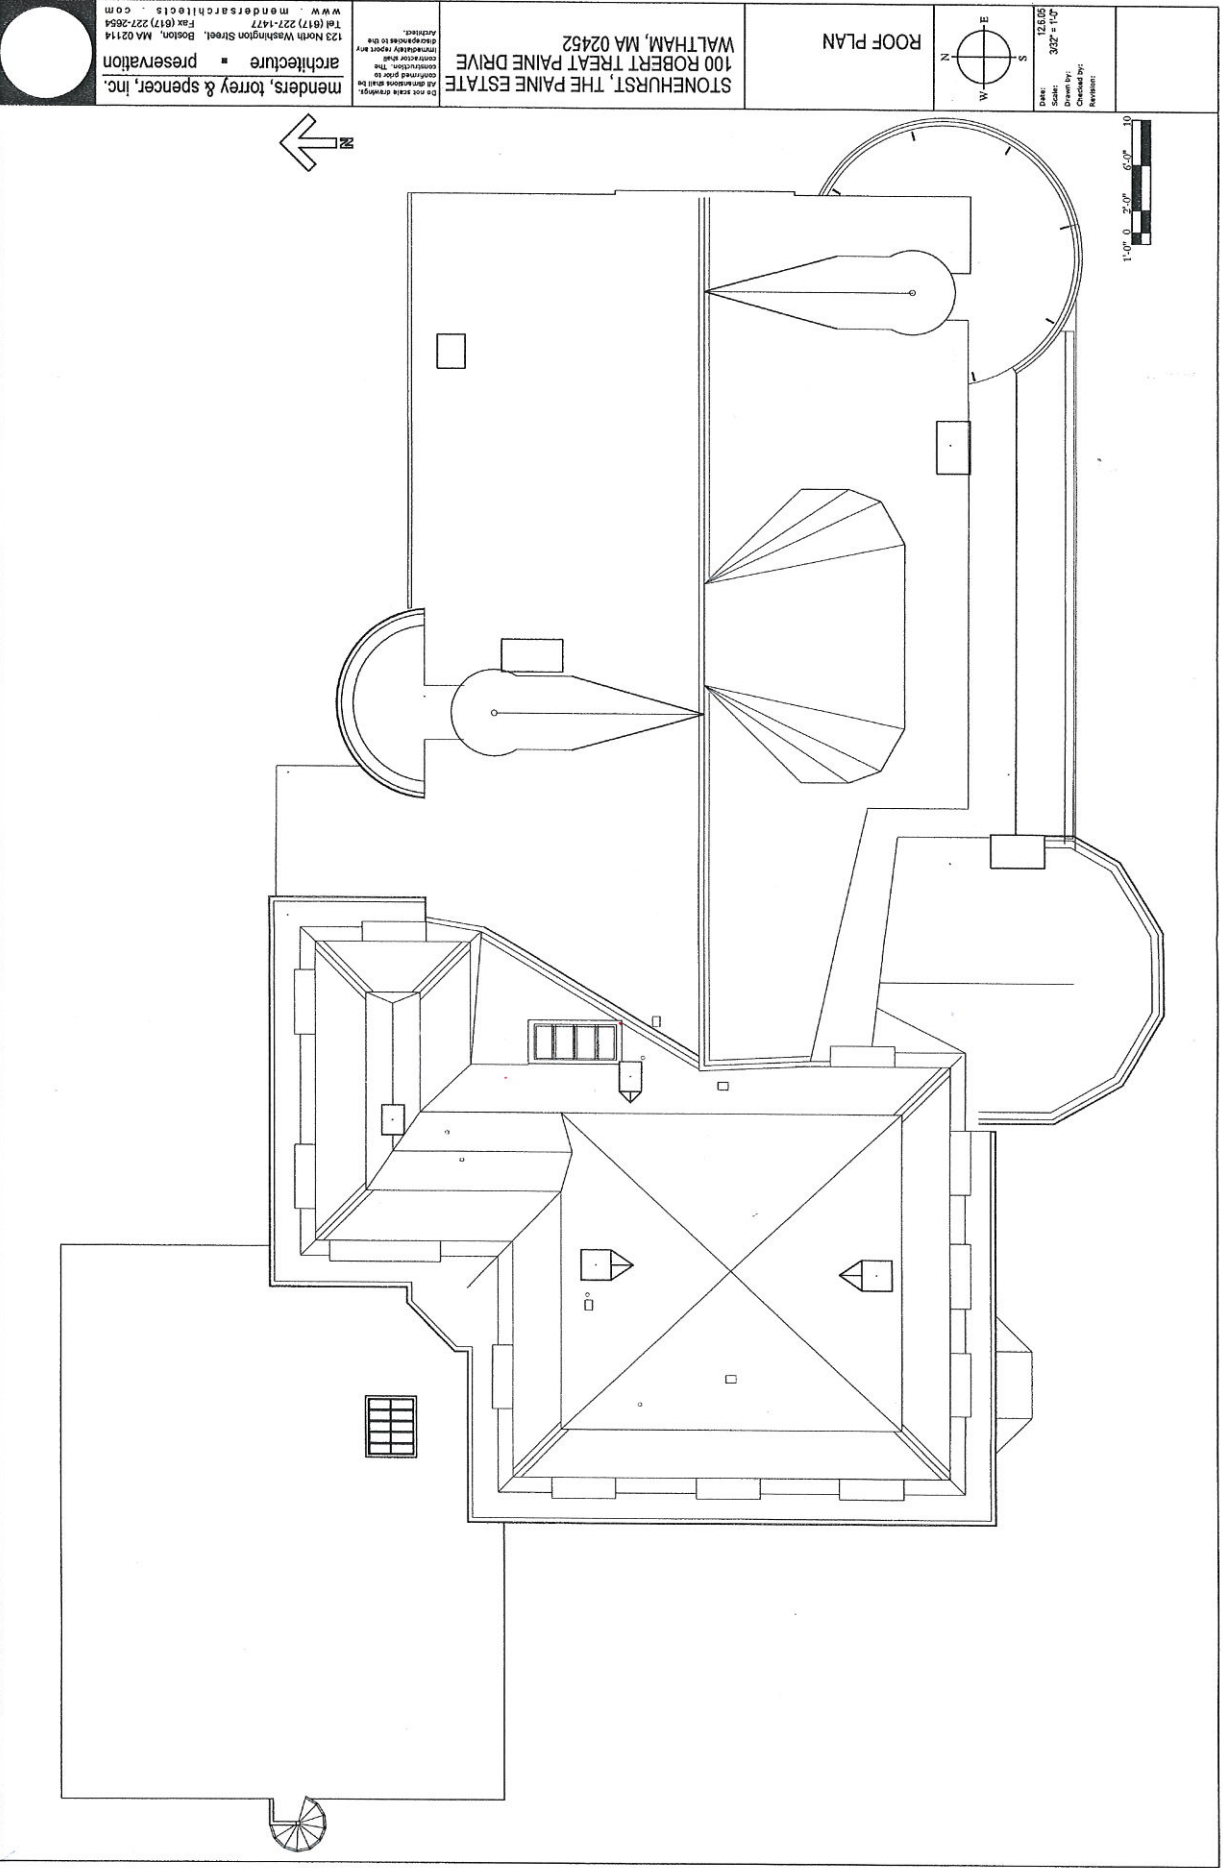 menders, torrey & spencer, inc.
architecture ▪ preservation
123 North Washington Street, Boston, MA 02114
Tel (617) 227-1477 Fax (617) 227-2654
www . mendersarchitects . com
Do not scale drawings.
All dimensions shall be
confirmed prior to
construction. The
contractor shall
immediately report any
discrepancies to the
Architect.
STONEHURST, THE PAINE ESTATE
100 ROBERT TREAT PAINE DRIVE
WALTHAM, MA 02452
ROOF PLAN
N
E
S
W
Date: 12.6.05
Scale: 3/32" = 1'-0"
Drawn by:
Checked by:
Revision:
N
1'-0" 0 2'-0" 6'-0" 10